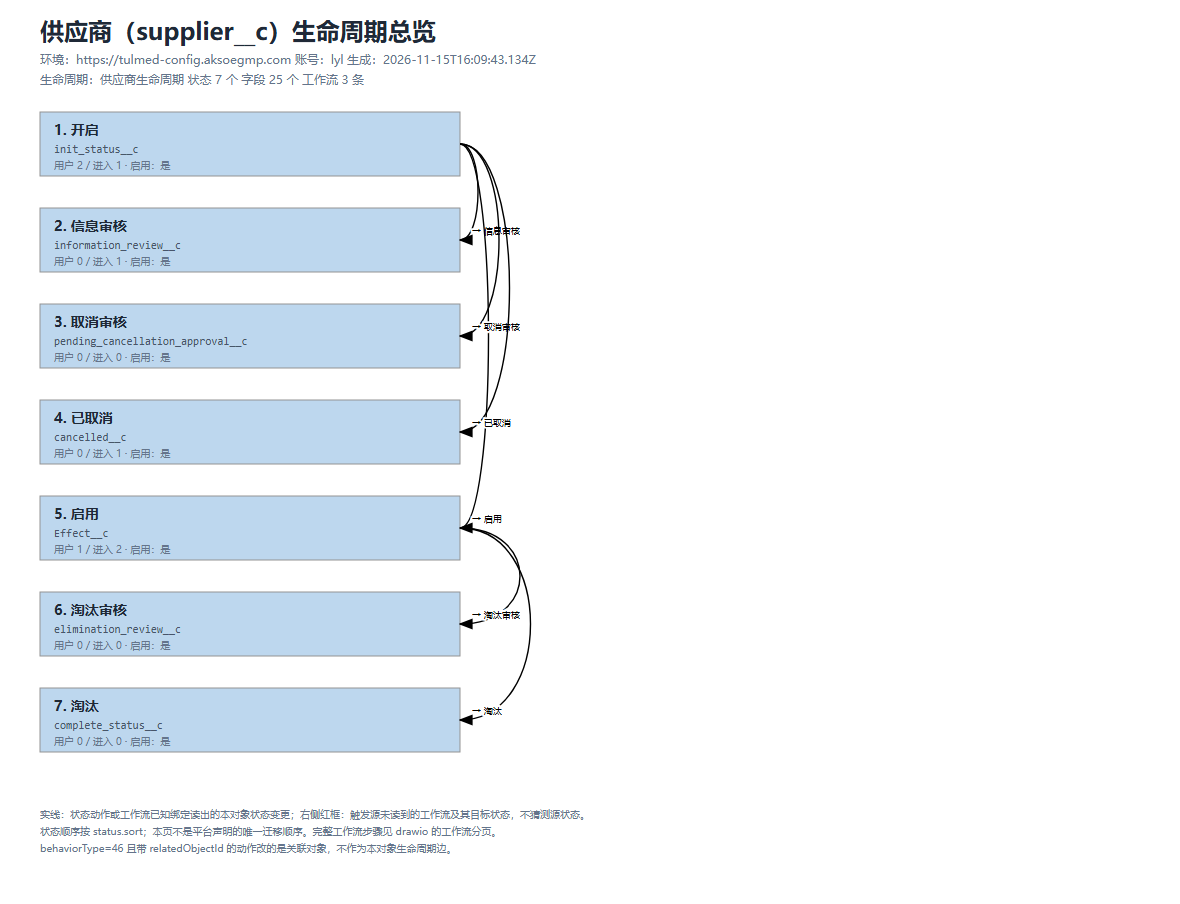 供应商（supplier__c）生命周期总览
环境：https://tulmed-config.aksoegmp.com 账号：lyl 生成：2026-11-15T16:09:43.134Z
生命周期：供应商生命周期 状态 7 个 字段 25 个 工作流 3 条
1. 开启
init_status__c
用户 2 / 进入 1 · 启用：是
2. 信息审核
information_review__c
用户 0 / 进入 1 · 启用：是
→ 信息审核
3. 取消审核
pending_cancellation_approval__c
用户 0 / 进入 0 · 启用：是
→ 取消审核
4. 已取消
cancelled__c
用户 0 / 进入 1 · 启用：是
→ 已取消
5. 启用
Effect__c
用户 1 / 进入 2 · 启用：是
→ 启用
6. 淘汰审核
elimination_review__c
用户 0 / 进入 0 · 启用：是
→ 淘汰审核
7. 淘汰
complete_status__c
用户 0 / 进入 0 · 启用：是
→ 淘汰
实线：状态动作或工作流已知绑定读出的本对象状态变更；右侧红框：触发源未读到的工作流及其目标状态，不猜测源状态。
状态顺序按 status.sort；本页不是平台声明的唯一迁移顺序。完整工作流步骤见 drawio 的工作流分页。
behaviorType=46 且带 relatedObjectId 的动作改的是关联对象，不作为本对象生命周期边。